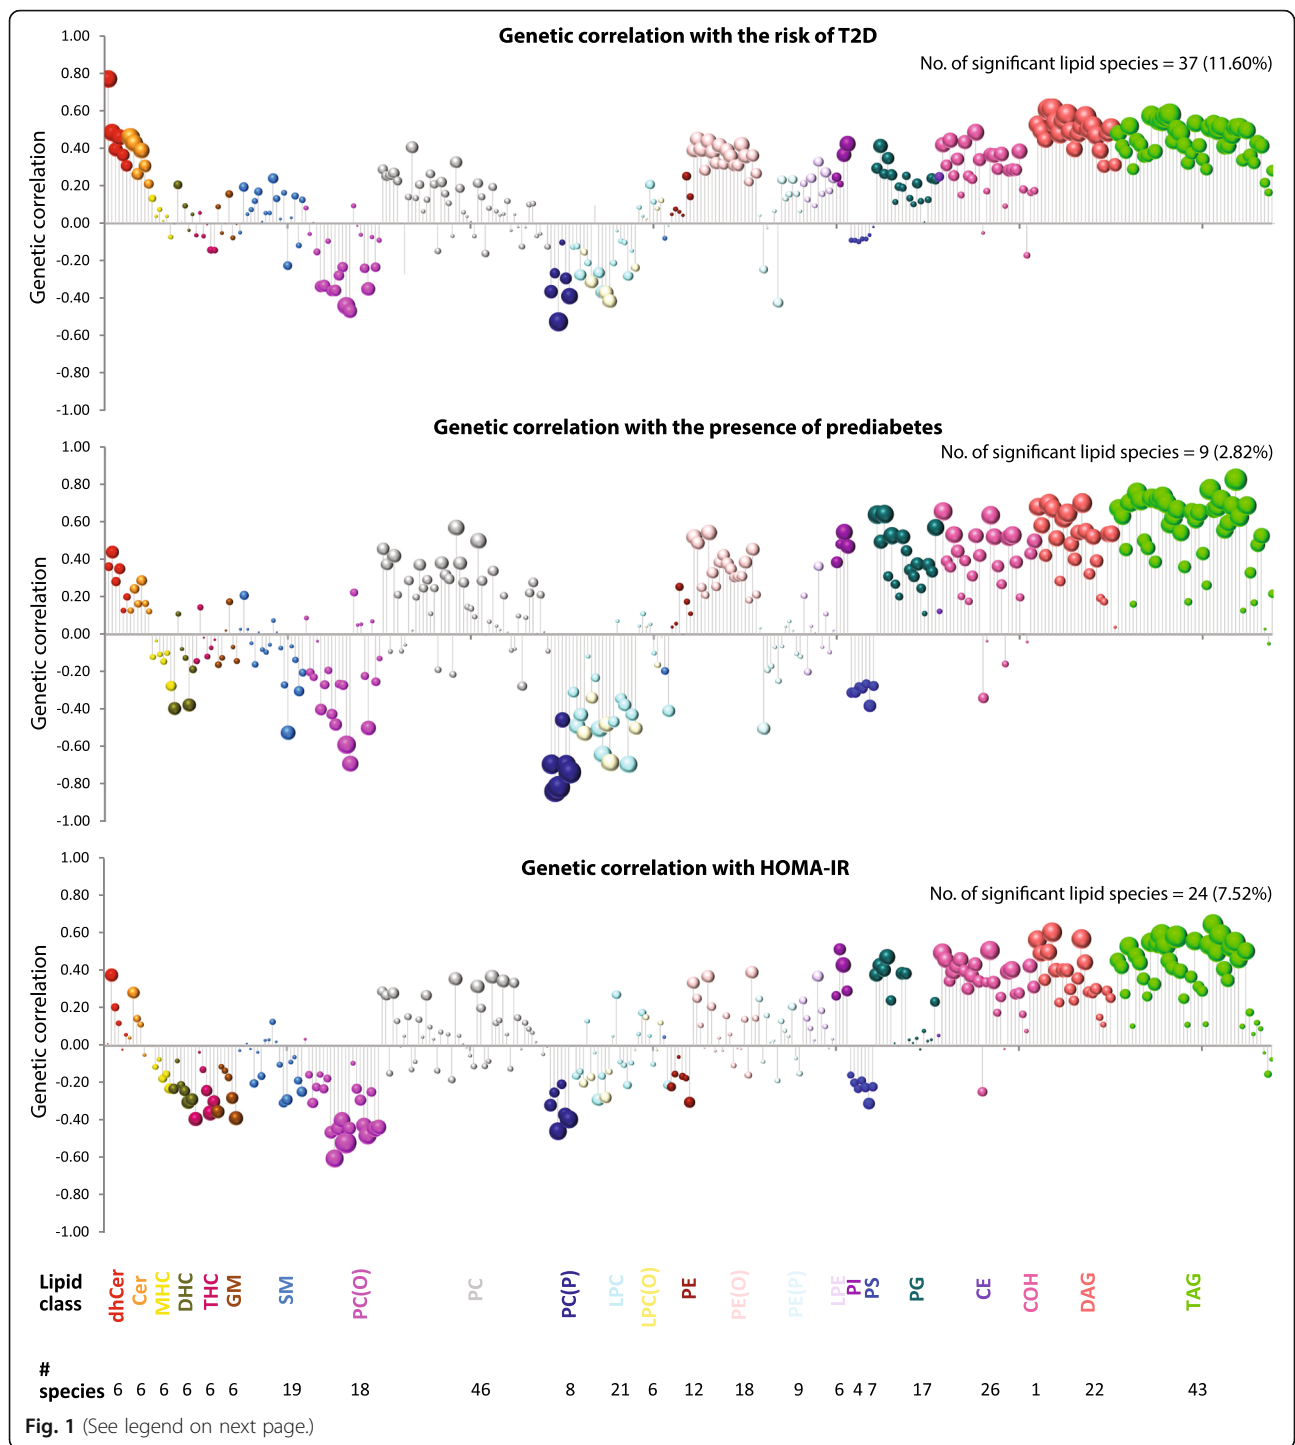 Genetic correlation with the risk of T2D
No. of significant lipid species = 37 (11.60%)
Genetic correlation
1.00
0.80
0.60
0.40
0.20
0.00
-0.20
-0.40
-0.60
-0.80
-1.00
Genetic correlation with the presence of prediabetes
No. of significant lipid species = 9 (2.82%)
Genetic correlation
1.00
0.80
0.60
0.40
0.20
0.00
-0.20
-0.40
-0.60
-0.80
-1.00
Genetic correlation with HOMA-IR
No. of significant lipid species = 24 (7.52%)
Genetic correlation
1.00
0.80
0.60
0.40
0.20
0.00
-0.20
-0.40
-0.60
-0.80
-1.00
Lipid class dhCer Cer MHC DHC THC GM SM PC(O) PC PC(P) LPC LPC(O) PE PE(O) PE(P) LPE PI PS PG CE COH DAG TAG
# species 6 6 6 6 6 6 19 18 46 8 21 6 12 18 9 6 4 7 17 26 1 22 43
Fig. 1 (See legend on next page.)